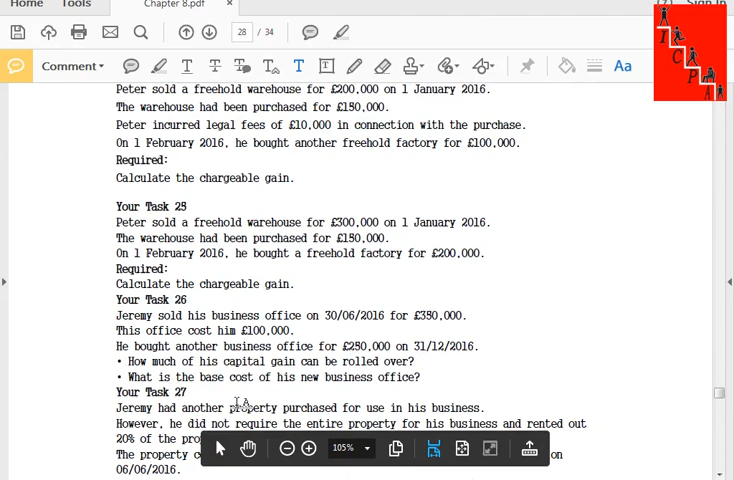 Home Tools Chapter 8.pdf × Sign In
28 / 34
Comment Aa
I C P A
Peter sold a freehold warehouse for £200,000 on 1 January 2016.
The warehouse had been purchased for £150,000.
Peter incurred legal fees of £10,000 in connection with the purchase.
On 1 February 2016, he bought another freehold factory for £100,000.
Required:
Calculate the chargeable gain.
Your Task 25
Peter sold a freehold warehouse for £300,000 on 1 January 2016.
The warehouse had been purchased for £150,000.
On 1 February 2016, he bought a freehold factory for £200,000.
Required:
Calculate the chargeable gain.
Your Task 26
Jeremy sold his business office on 30/06/2016 for £350,000.
This office cost him £100,000.
He bought another business office for £250,000 on 31/12/2016.
• How much of his capital gain can be rolled over?
• What is the base cost of his new business office?
Your Task 27
Jeremy had another property purchased for use in his business.
However, he did not require the entire property for his business and rented out
20% of the
The property on
06/06/2016.
105%